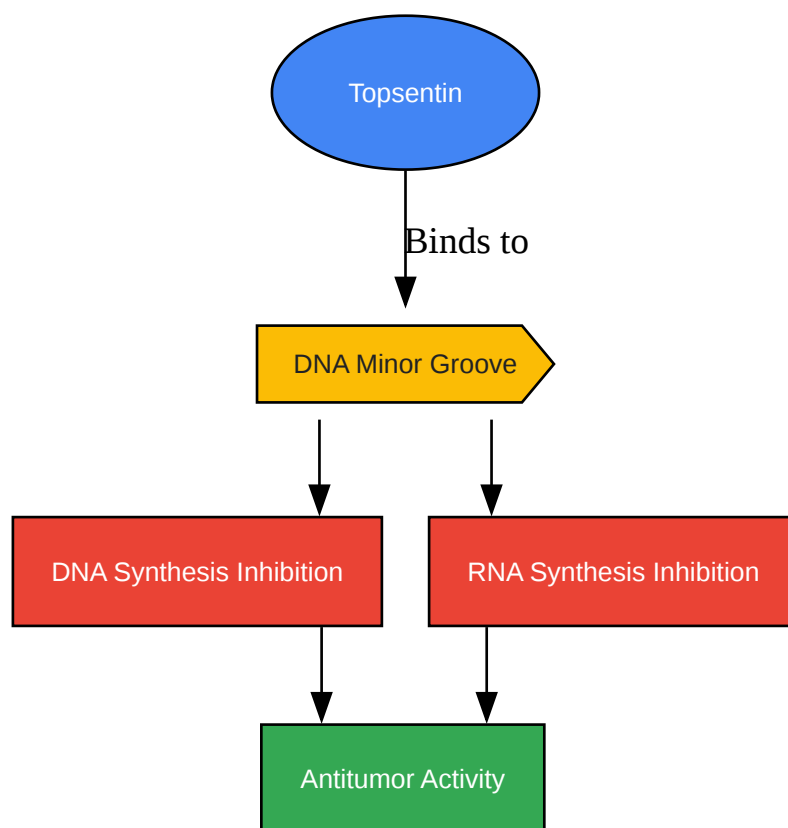 Topsentin
Binds to
DNA Minor Groove
DNA Synthesis Inhibition
RNA Synthesis Inhibition
Antitumor Activity